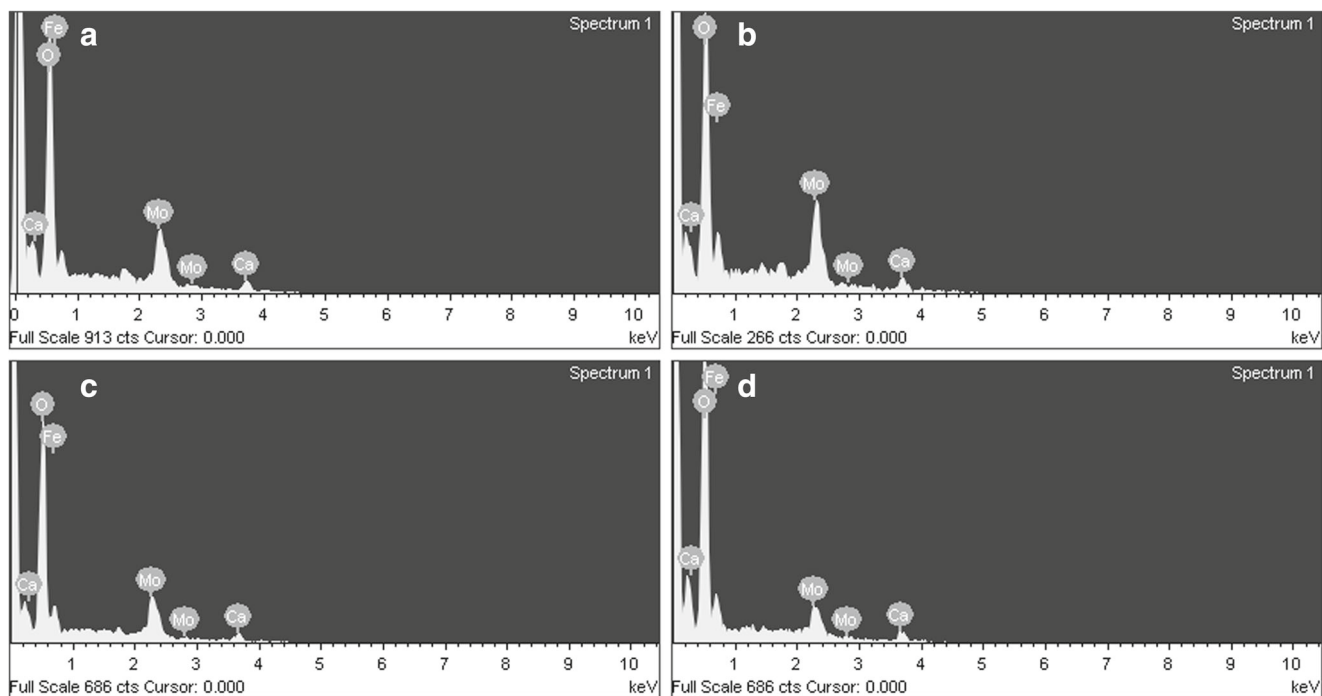 a
Spectrum 1
Fe
O
Ca
Mo
Mo
Ca
0 1 2 3 4 5 6 7 8 9 10
Full Scale 913 cts Cursor: 0.000 keV
b
Spectrum 1
O
Fe
Ca
Mo
Mo
Ca
1 2 3 4 5 6 7 8 9 10
Full Scale 266 cts Cursor: 0.000 keV
c
Spectrum 1
O
Fe
Ca
Mo
Mo
Ca
1 2 3 4 5 6 7 8 9 10
Full Scale 686 cts Cursor: 0.000 keV
d
Spectrum 1
Fe
O
Ca
Mo
Mo
Ca
1 2 3 4 5 6 7 8 9 10
Full Scale 686 cts Cursor: 0.000 keV